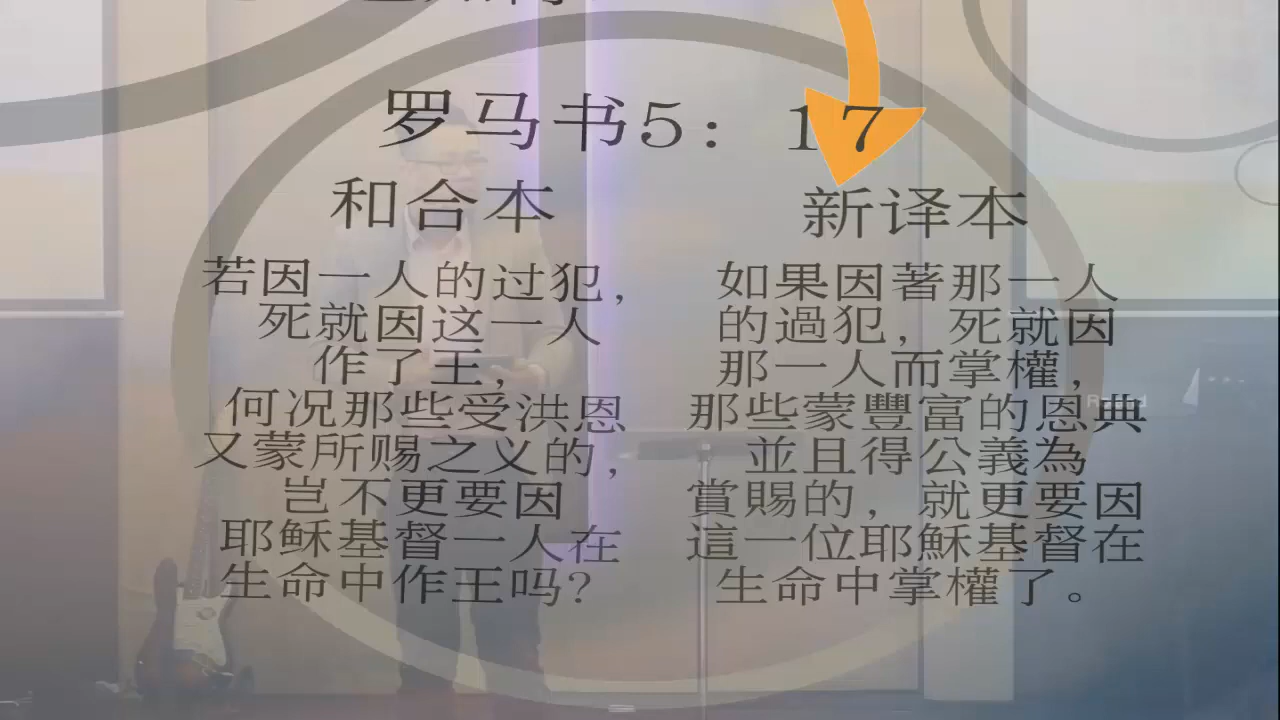 罗马书5：17
和合本
若因一人的过犯，
死就因这一人
作了王，
何况那些受洪恩
又蒙所赐之义的，
岂不更要因
耶稣基督一人在
生命中作王吗？
新译本
如果因著那一人
的過犯，死就因
那一人而掌權，
那些蒙豐富的恩典
並且得公義為
賞賜的，就更要因
這一位耶穌基督在
生命中掌權了。